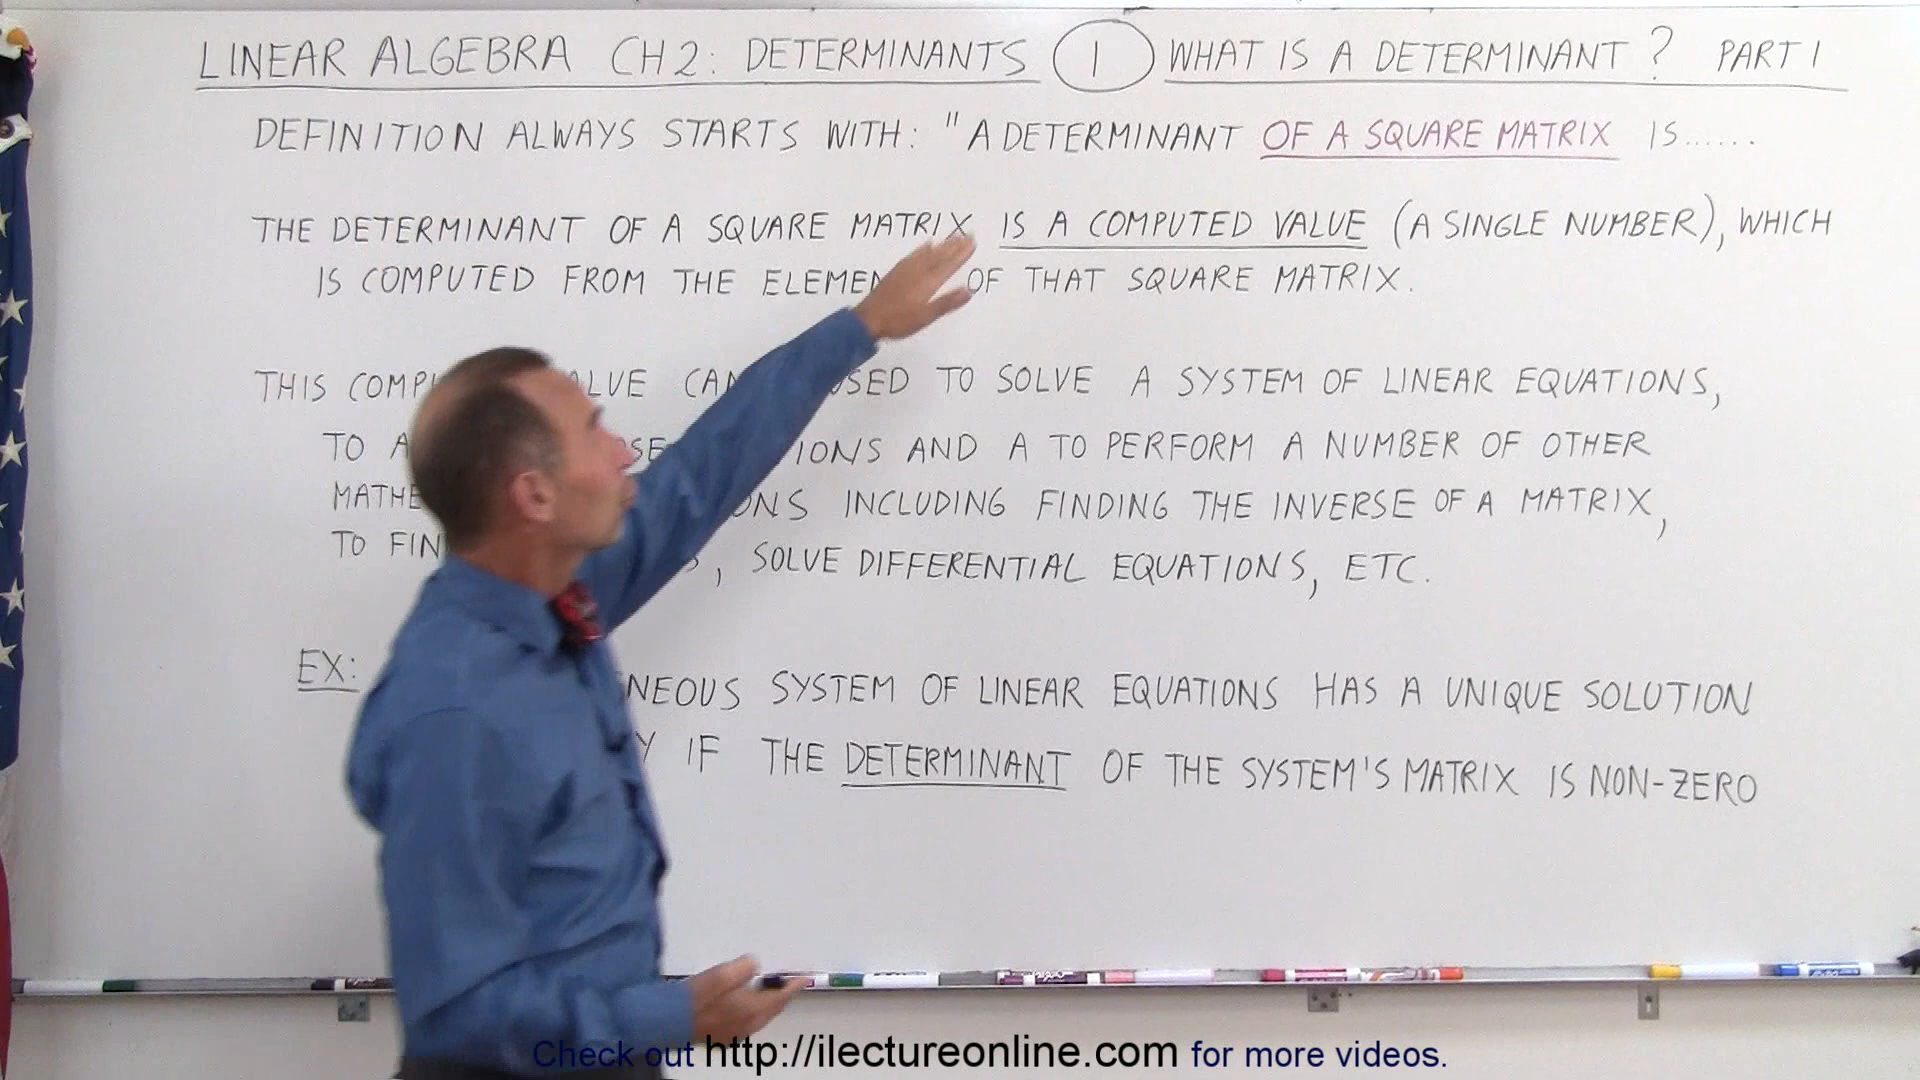 LINEAR ALGEBRA CH 2: DETERMINANTS 1 WHAT IS A DETERMINANT? PART 1
DEFINITION ALWAYS STARTS WITH: "A DETERMINANT OF A SQUARE MATRIX IS......
THE DETERMINANT OF A SQUARE MATRIX IS A COMPUTED VALUE (A SINGLE NUMBER), WHICH
IS COMPUTED FROM THE ELEMEN OF THAT SQUARE MATRIX.
THIS COMP ALUE CAN USED TO SOLVE A SYSTEM OF LINEAR EQUATIONS,
TO A SE IONS AND A TO PERFORM A NUMBER OF OTHER
MATHE ONS INCLUDING FINDING THE INVERSE OF A MATRIX,
TO FIN , SOLVE DIFFERENTIAL EQUATIONS, ETC.
EX: NEOUS SYSTEM OF LINEAR EQUATIONS HAS A UNIQUE SOLUTION
Y IF THE DETERMINANT OF THE SYSTEM'S MATRIX IS NON-ZERO
Check out http://ilectureonline.com for more videos.